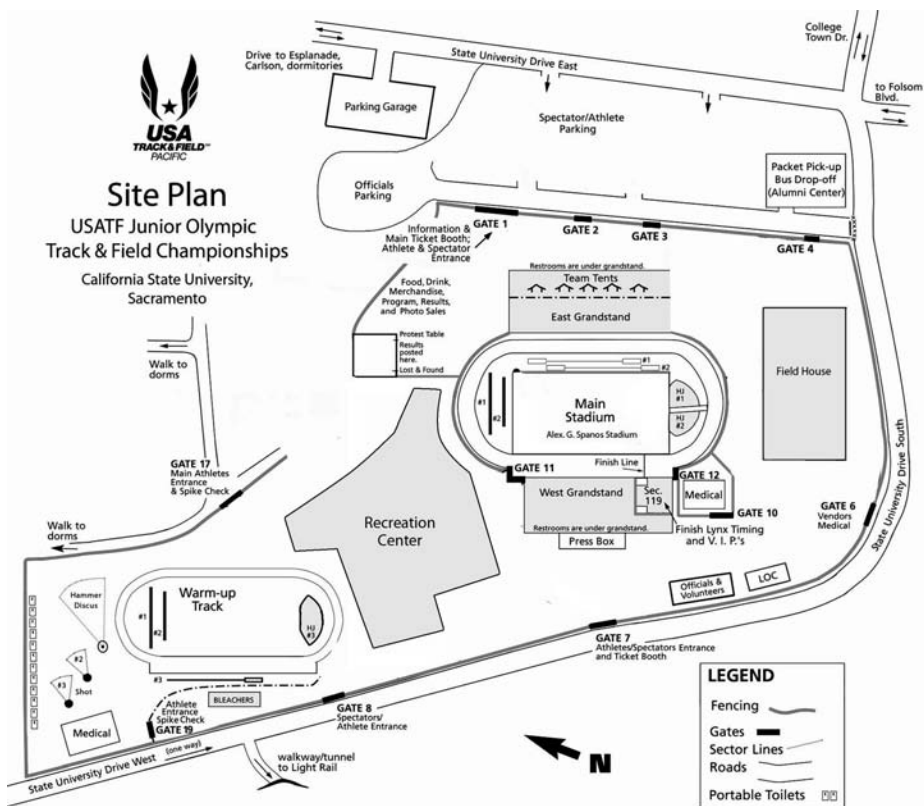 USA
TRACK&FIELD
PACIFIC
Site Plan
USATF Junior Olympic
Track & Field Championships
California State University,
Sacramento
Drive to Esplanade,
Carlson, dormitories
State University Drive East
College
Town Dr.
to Folsom
Blvd.
Parking Garage
Spectator/Athlete
Parking
Officials
Parking
Packet Pick-up
Bus Drop-off
(Alumni Center)
GATE 1
GATE 2
GATE 3
GATE 4
Information &
Main Ticket Booth;
Athlete & Spectator
Entrance
Restrooms are under grandstand.
Team Tents
East Grandstand
Food, Drink,
Merchandise,
Program, Results,
and Photo Sales
Protest Table
Results
posted
here.
Lost & Found
Walk to
dorms
#1
#2
#1
#2
HJ
#1
HJ
#2
Main
Stadium
Alex. G. Spanos Stadium
Field House
State University Drive South
GATE 17
Main Athletes
Entrance
& Spike Check
GATE 11
Finish Line
GATE 12
West Grandstand
Sec.
119
Medical
GATE 10
GATE 6
Vendors
Medical
Restrooms are under grandstand.
Finish Lynx Timing
and V. I. P.'s
Press Box
Recreation
Center
Walk to
dorms
Officials &
Volunteers
LOC
Hammer
Discus
Warm-up
Track
#1
#2
HJ
#3
#2
#3
Shot
#3
GATE 7
Athletes/Spectators Entrance
and Ticket Booth
Athlete
Entrance
Spike Check
GATE 19
BLEACHERS
GATE 8
Spectators/
Athlete Entrance
Medical
State University Drive West
(one way)
walkway/tunnel
to Light Rail
N
LEGEND
Fencing
Gates
Sector Lines
Roads
Portable Toilets